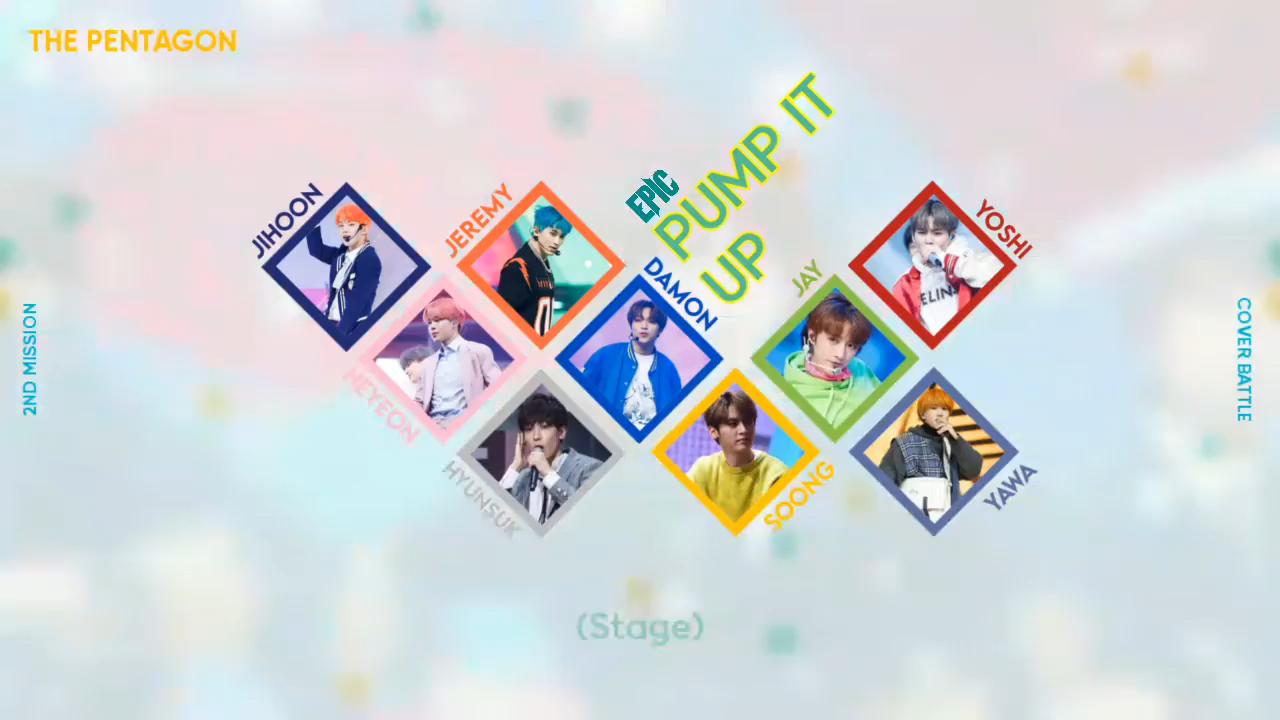 THE PENTAGON
EPIC
PUMP IT
UP
JIHOON
JEREMY
DAMON
JAY
YOSHI
HEYEON
HYUNSUK
SOONG
YAWA
2ND MISSION
COVER BATTLE
(Stage)